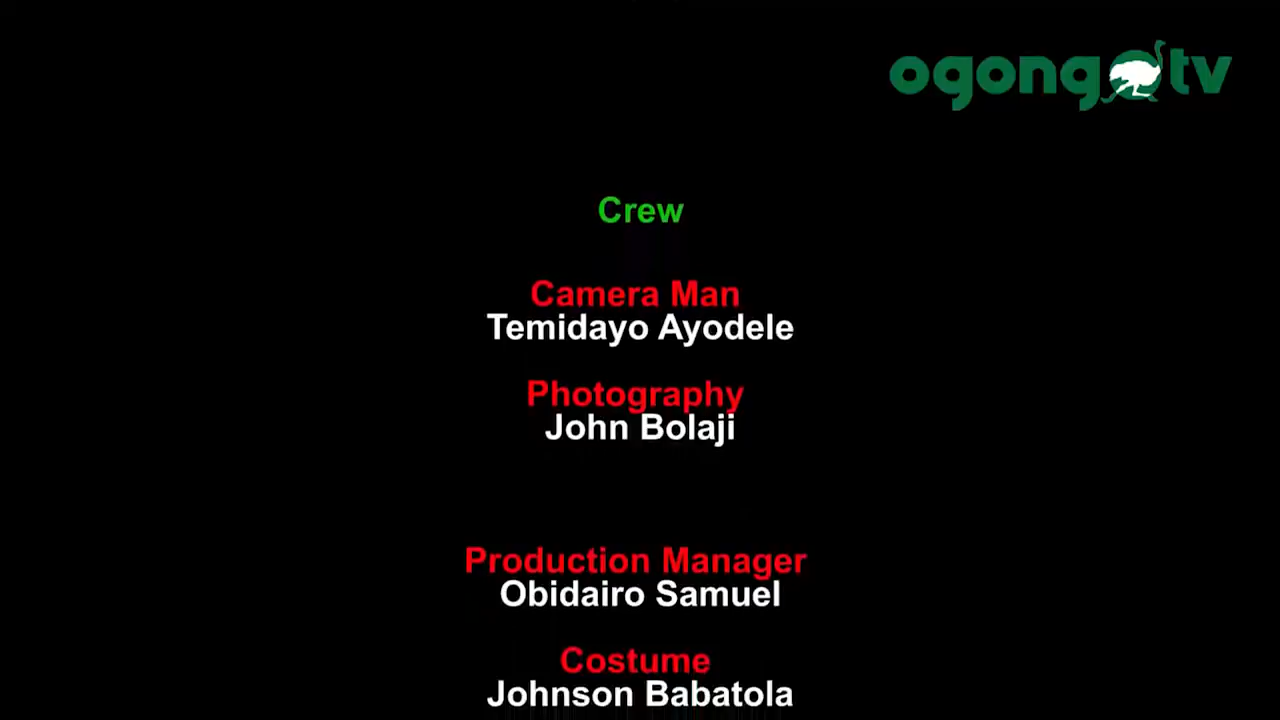 ogongotv
Crew
Camera Man
Temidayo Ayodele
Photography
John Bolaji
Production Manager
Obidairo Samuel
Costume
Johnson Babatola